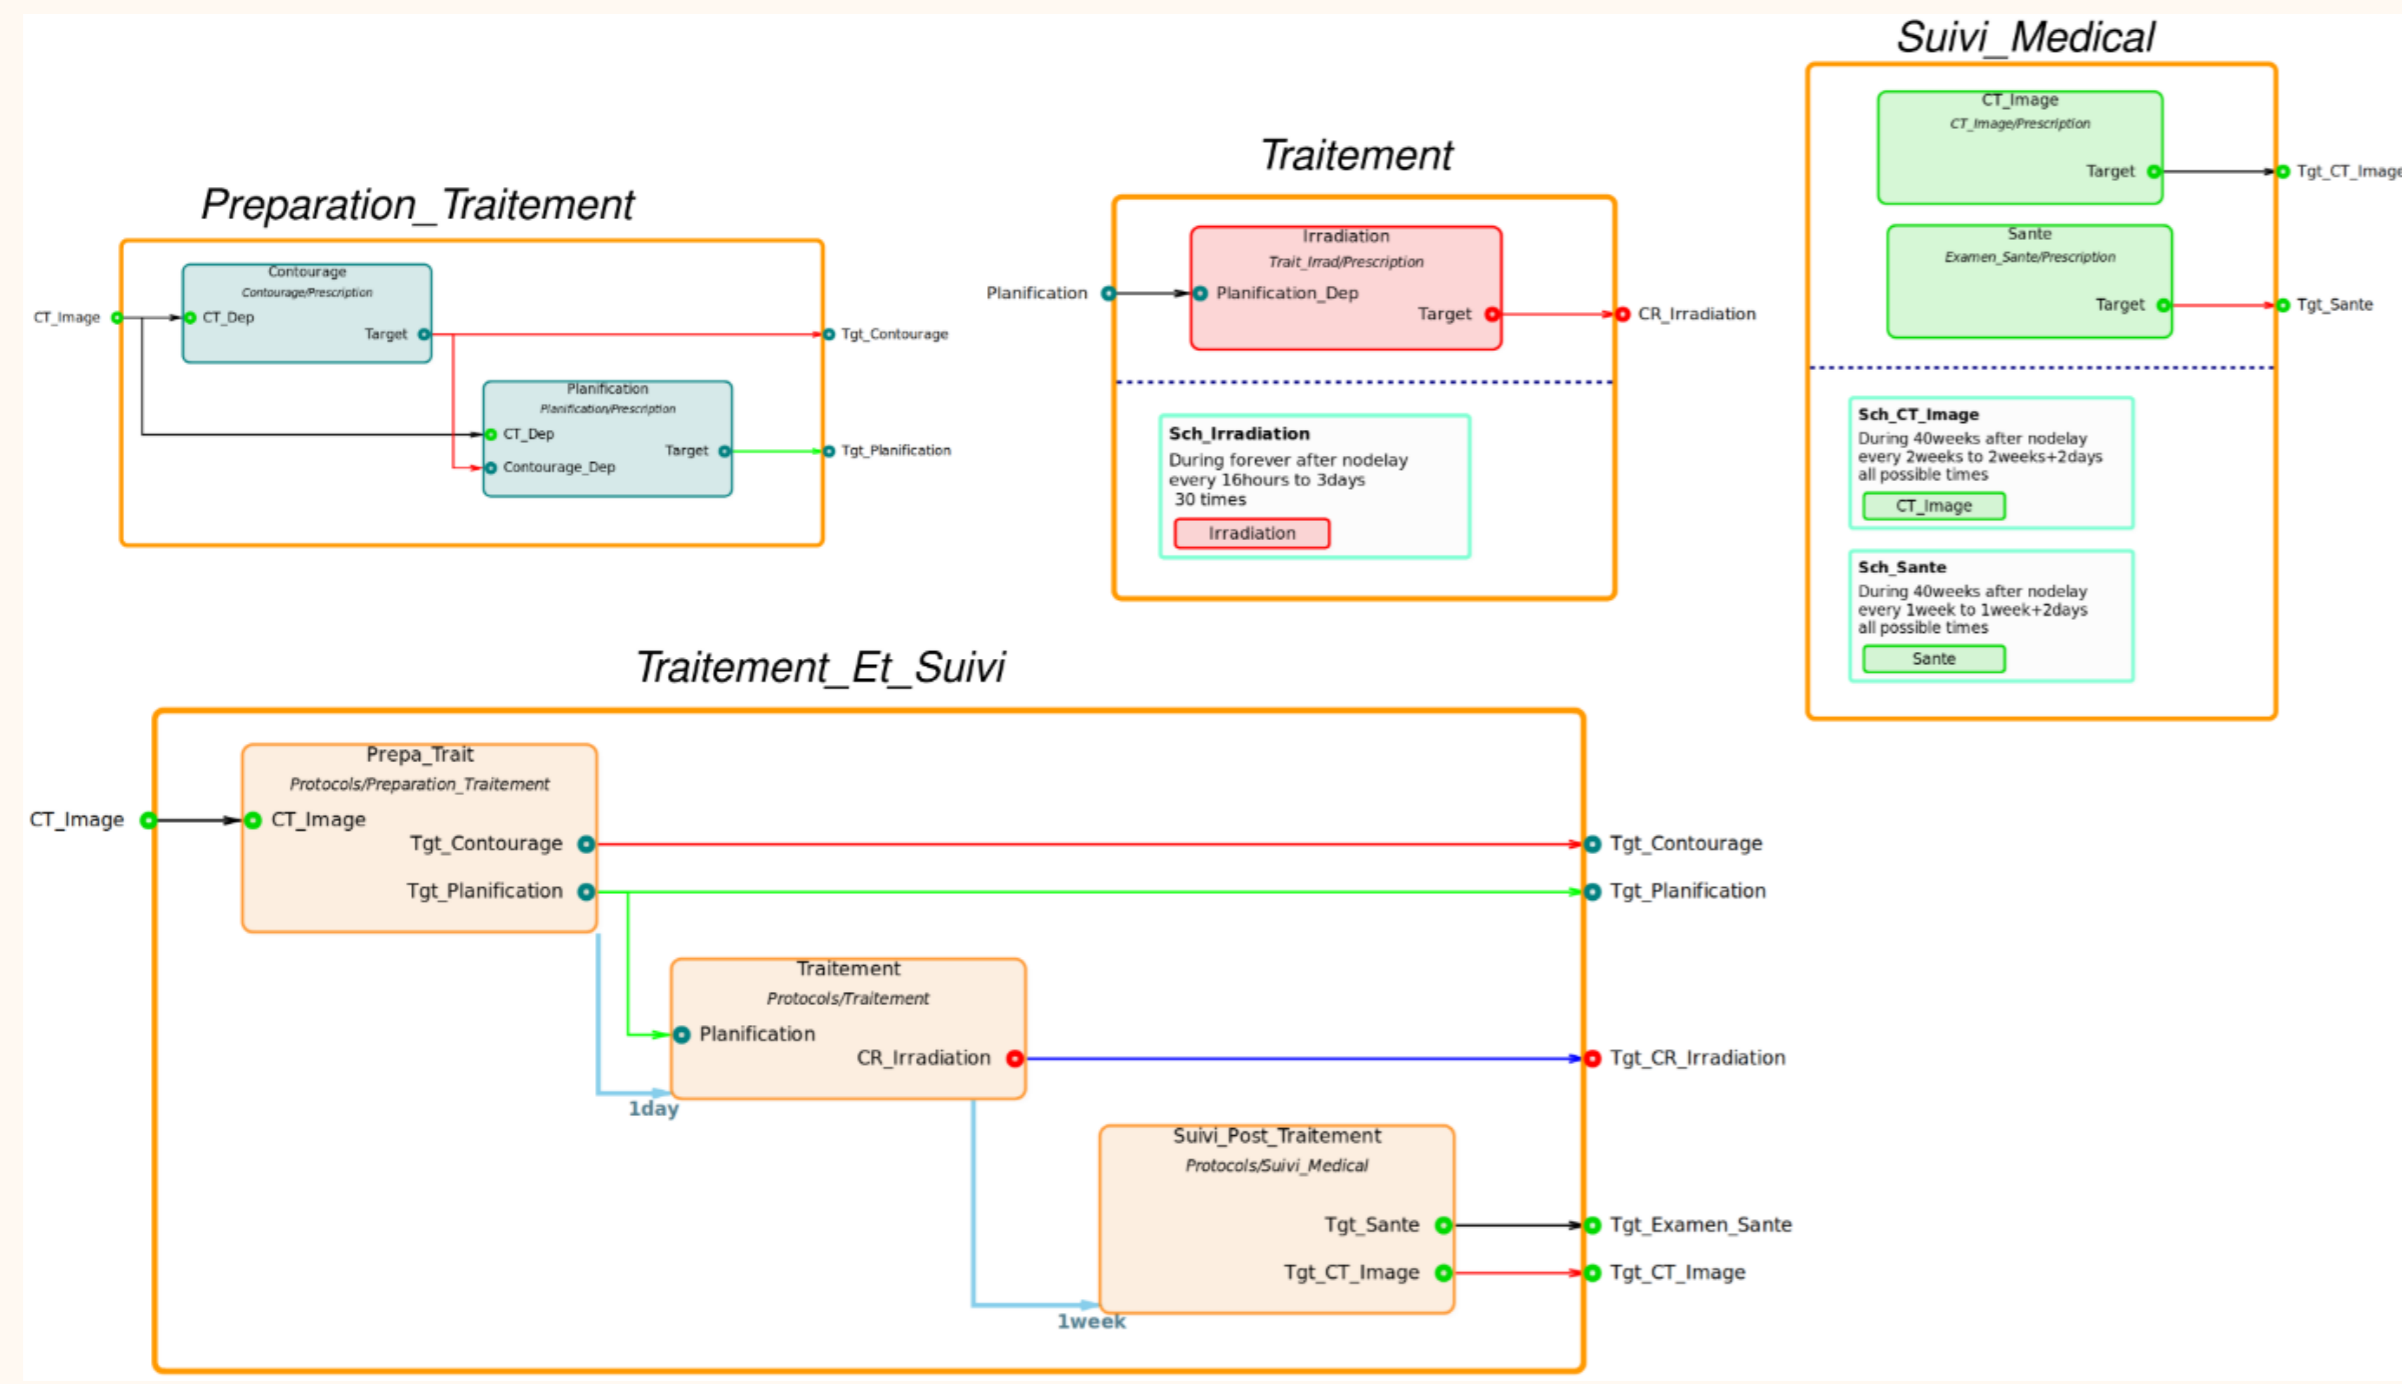 Preparation_Traitement
CT_Image
Contourage
Contourage/Prescription
CT_Dep
Target
Tgt_Contourage
Planification
Planification/Prescription
CT_Dep
Target
Contourage_Dep
Tgt_Planification
Traitement
Planification
Irradiation
Trait_Irrad/Prescription
Planification_Dep
Target
CR_Irradiation
Sch_Irradiation
During forever after nodelay
every 16hours to 3days
30 times
Irradiation
Suivi_Medical
CT_Image
CT_Image/Prescription
Target
Tgt_CT_Image
Sante
Examen_Sante/Prescription
Target
Tgt_Sante
Sch_CT_Image
During 40weeks after nodelay
every 2weeks to 2weeks+2days
all possible times
CT_Image
Sch_Sante
During 40weeks after nodelay
every 1week to 1week+2days
all possible times
Sante
Traitement_Et_Suivi
CT_Image
Prepa_Trait
Protocols/Preparation_Traitement
CT_Image
Tgt_Contourage
Tgt_Planification
Tgt_Contourage
Tgt_Planification
1day
Traitement
Protocols/Traitement
Planification
CR_Irradiation
Tgt_CR_Irradiation
1week
Suivi_Post_Traitement
Protocols/Suivi_Medical
Tgt_Sante
Tgt_CT_Image
Tgt_Examen_Sante
Tgt_CT_Image